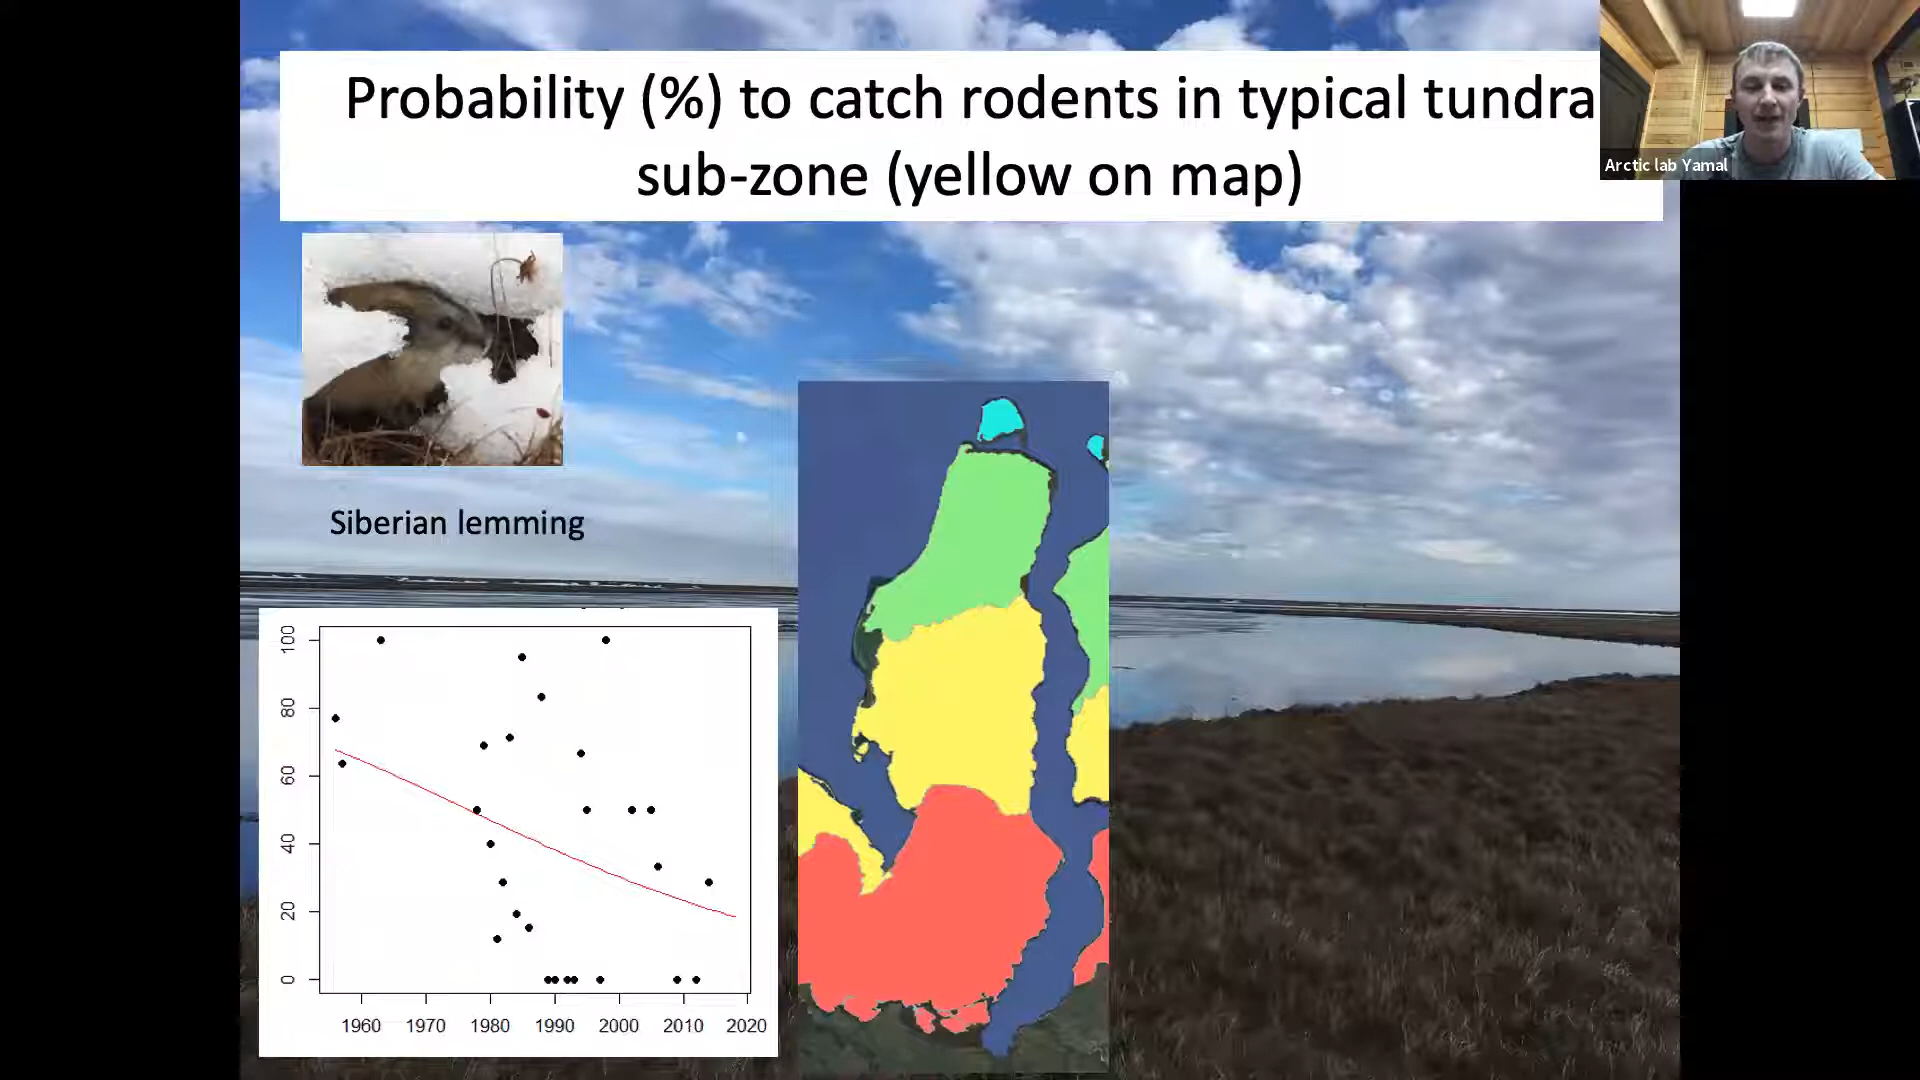 Probability (%) to catch rodents in typical tundra
sub-zone (yellow on map)
Arctic lab Yamal
Siberian lemming
100
80
60
40
20
0
1960 1970 1980 1990 2000 2010 2020